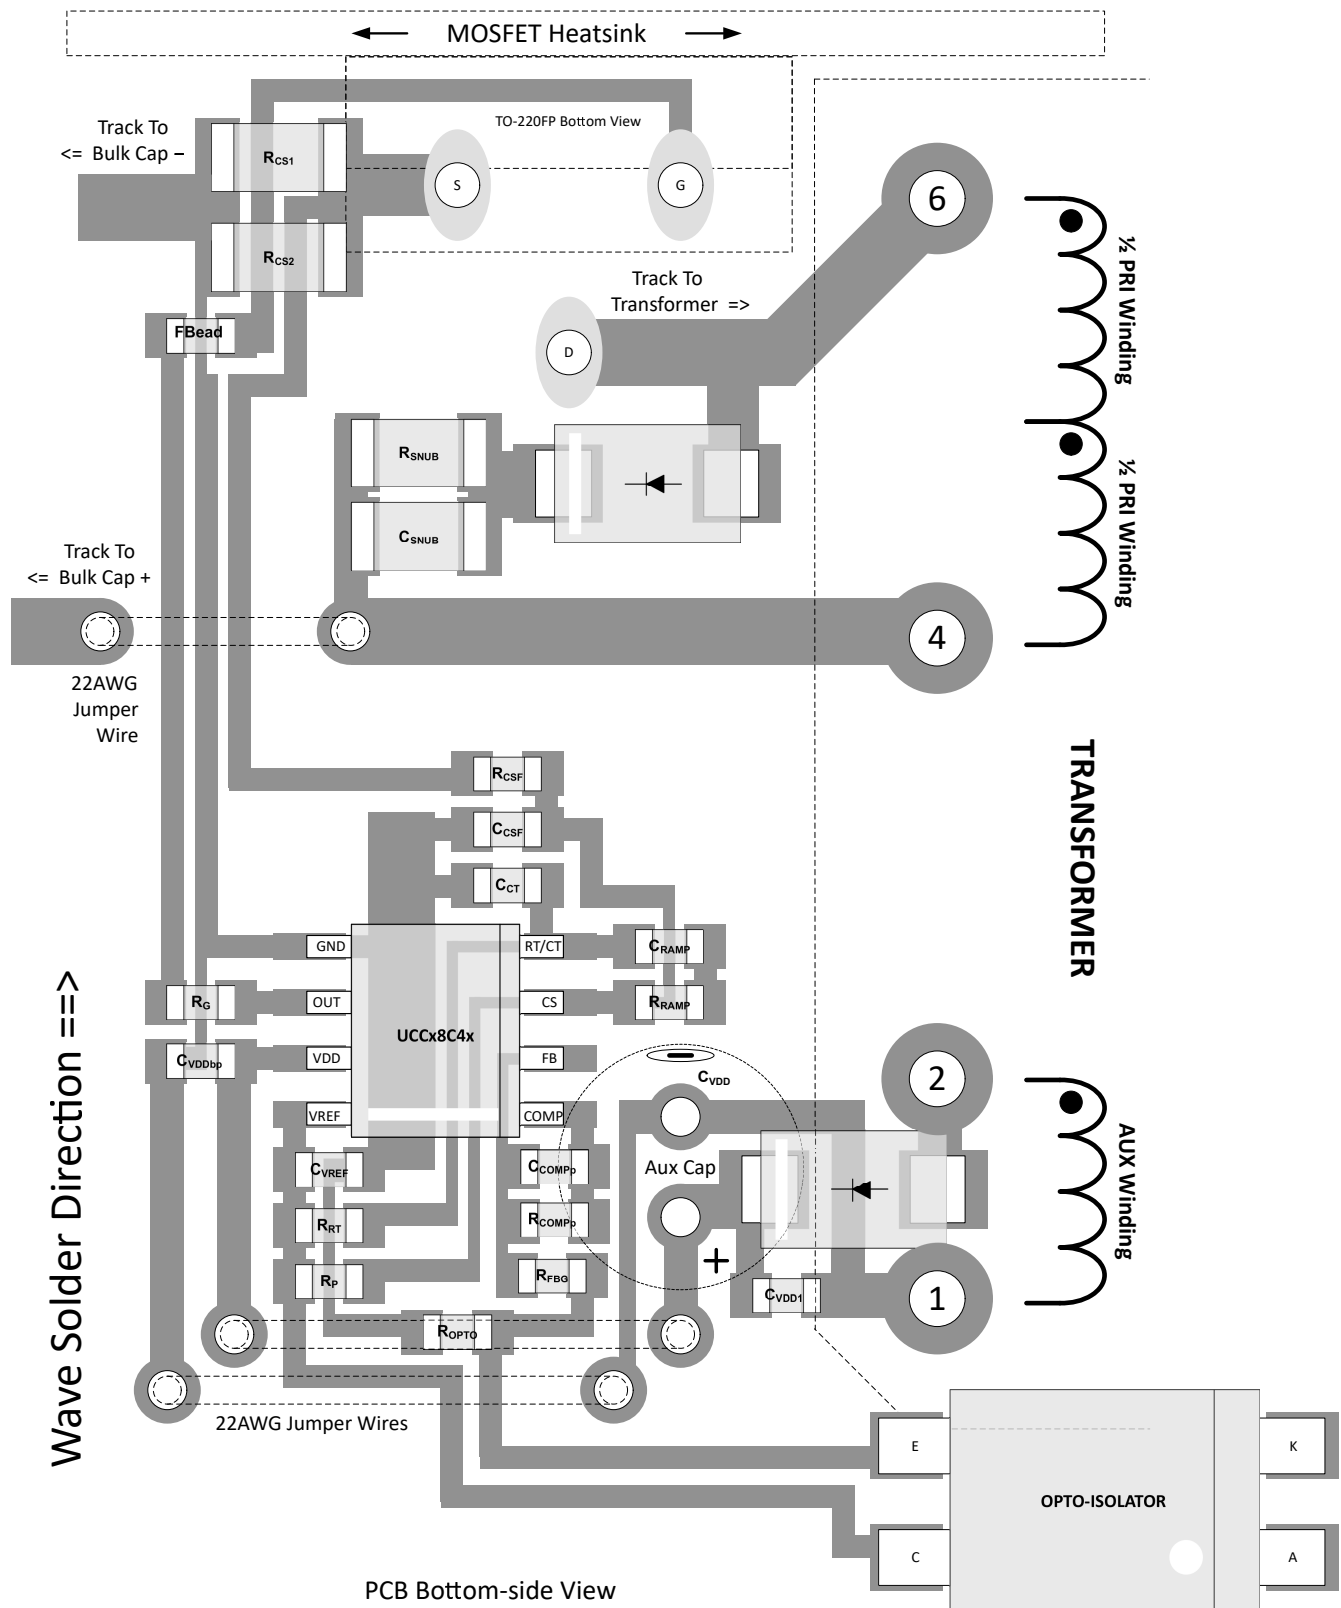 MOSFET Heatsink
Track To
<= Bulk Cap –
TO-220FP Bottom View
RCS1
S
G
6
RCS2
½ PRI Winding
Track To
Transformer =>
FBead
D
RSNUB
CSNUB
½ PRI Winding
Track To
<= Bulk Cap +
4
22AWG
Jumper
Wire
TRANSFORMER
RCSF
CCSF
CCT
GND
RT/CT
CRAMP
RG
OUT
CS
RRAMP
UCCx8C4x
CVDDbp
VDD
FB
CVDD
2
VREF
COMP
Aux Cap
AUX Winding
CVREF
CCOMPp
RRT
RCOMPp
+
RP
RFBG
CVDD1
1
ROPTO
Wave Solder Direction ==>
22AWG Jumper Wires
E
K
OPTO-ISOLATOR
C
A
PCB Bottom-side View